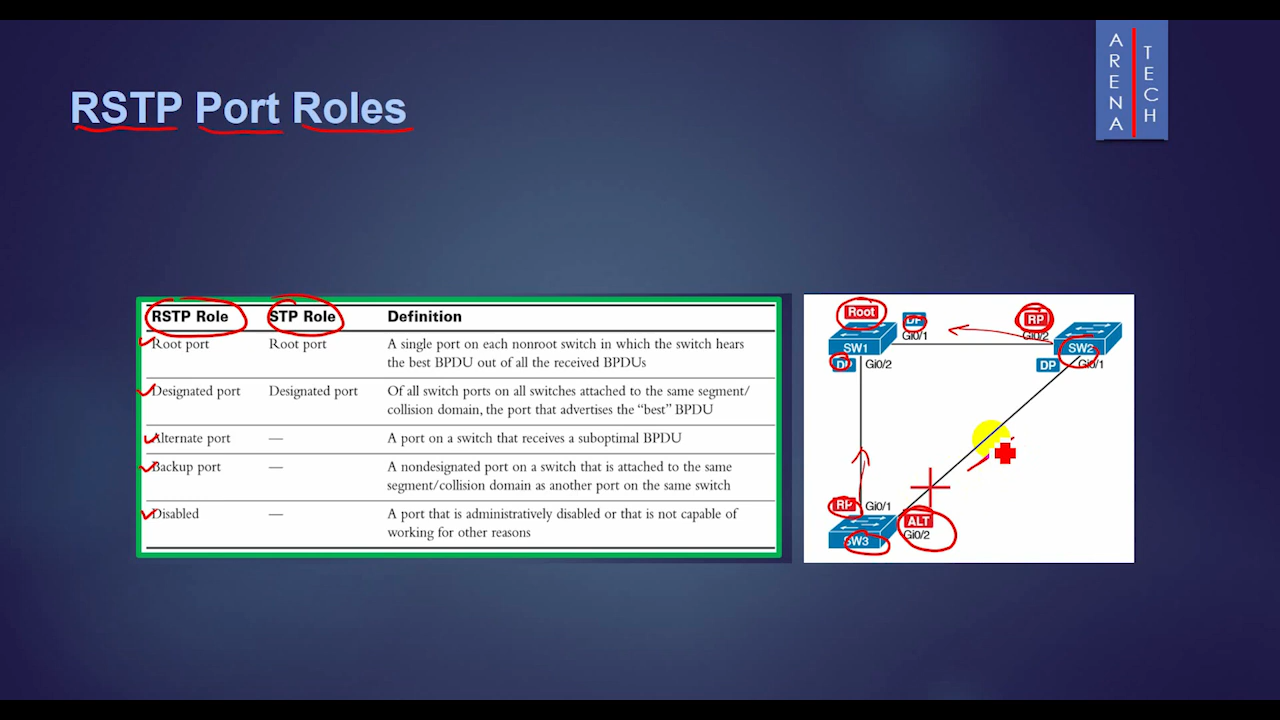 RSTP Port Roles
ARENA
TECH
RSTP Role STP Role Definition
Root port Root port A single port on each nonroot switch in which the switch hears
the best BPDU out of all the received BPDUs
Designated port Designated port Of all switch ports on all switches attached to the same segment/
collision domain, the port that advertises the “best” BPDU
Alternate port — A port on a switch that receives a suboptimal BPDU
Backup port — A nondesignated port on a switch that is attached to the same
segment/collision domain as another port on the same switch
Disabled — A port that is administratively disabled or that is not capable of
working for other reasons
Root
DP
RP
Gi0/1
Gi0/2
SW1
SW2
DP
Gi0/2
DP
Gi0/1
RP
Gi0/1
ALT
Gi0/2
SW3